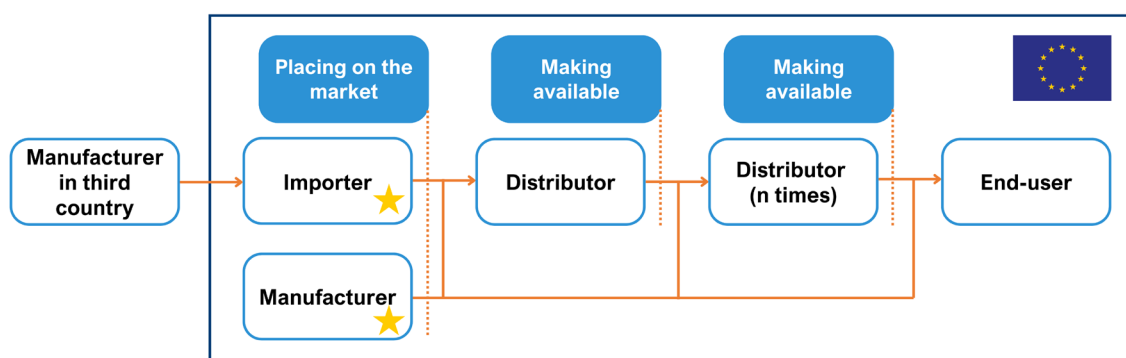 Placing on the
market
Making
available
Making
available
Manufacturer
in third
country
Importer
Distributor
Distributor
(n times)
End-user
Manufacturer